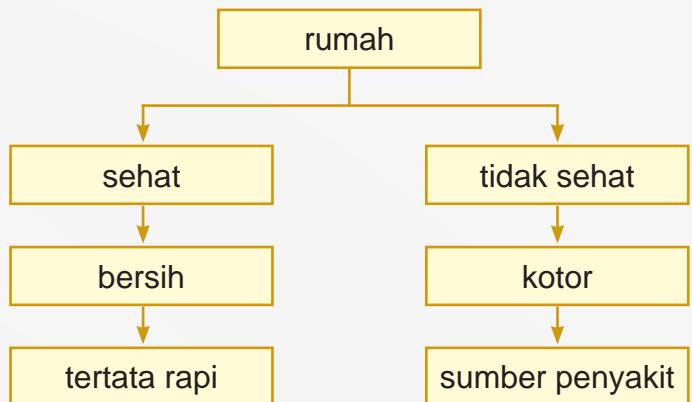 rumah
sehat
tidak sehat
bersih
kotor
tertata rapi
sumber penyakit